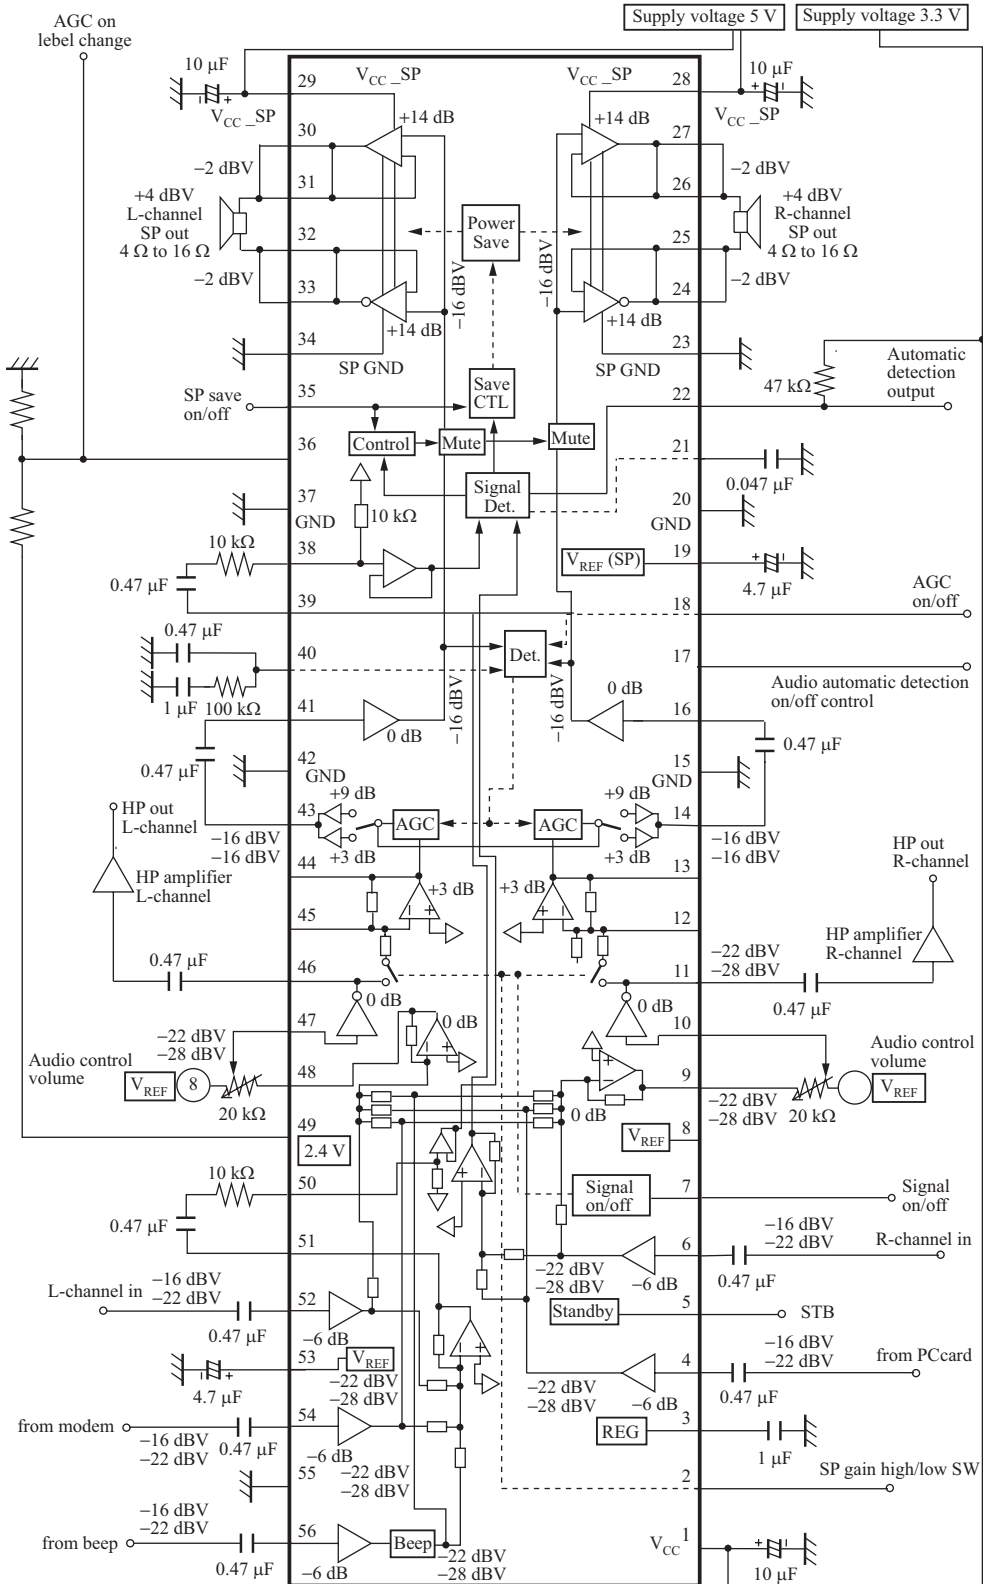 AGC on
lebel change
Supply voltage 5 V
Supply voltage 3.3 V
10 µF
29
VCC _SP
VCC _SP
28
10 µF
VCC _SP
VCC _SP
30
+14 dB
+14 dB
27
−2 dBV
−2 dBV
31
26
+4 dBV
L-channel
SP out
4 Ω to 16 Ω
Power
Save
+4 dBV
R-channel
SP out
4 Ω to 16 Ω
32
25
−2 dBV
−2 dBV
−16 dBV
−16 dBV
33
24
+14 dB
+14 dB
34
23
SP GND
SP GND
Automatic
detection
output
47 kΩ
SP save
on/off
35
Save
CTL
22
36
Control
Mute
Mute
21
Signal
Det.
0.047 µF
37
GND
10 kΩ
20
GND
10 kΩ
38
VREF (SP)
19
4.7 µF
0.47 µF
39
18
AGC
on/off
0.47 µF
40
Det.
17
1 µF
100 kΩ
Audio automatic detection
on/off control
−16 dBV
−16 dBV
41
0 dB
0 dB
16
0.47 µF
0.47 µF
42
GND
15
GND
HP out
L-channel
43
+9 dB
+3 dB
AGC
AGC
+9 dB
+3 dB
14
−16 dBV
−16 dBV
−16 dBV
−16 dBV
HP out
R-channel
HP amplifier
L-channel
44
+3 dB
+3 dB
13
45
12
HP amplifier
R-channel
−22 dBV
−28 dBV
0.47 µF
46
11
0.47 µF
0 dB
0 dB
−22 dBV
−28 dBV
47
0 dB
10
Audio control
volume
Audio control
volume
VREF
8
48
9
VREF
20 kΩ
−22 dBV
−28 dBV
20 kΩ
0 dB
49
2.4 V
VREF
8
10 kΩ
50
Signal
on/off
7
Signal
on/off
0.47 µF
51
6
−16 dBV
−22 dBV
R-channel in
−22 dBV
−28 dBV
−6 dB
0.47 µF
L-channel in
−16 dBV
−22 dBV
0.47 µF
52
−6 dB
Standby
5
STB
53
VREF
4
−16 dBV
−22 dBV
from PCcard
4.7 µF
−22 dBV
−28 dBV
−22 dBV
−28 dBV
−6 dB
0.47 µF
from modem
−16 dBV
−22 dBV
0.47 µF
54
−6 dB
REG
3
1 µF
55
−22 dBV
−28 dBV
2
SP gain high/low SW
−16 dBV
−22 dBV
from beep
0.47 µF
56
−6 dB
Beep
−22 dBV
−28 dBV
VCC
1
10 µF